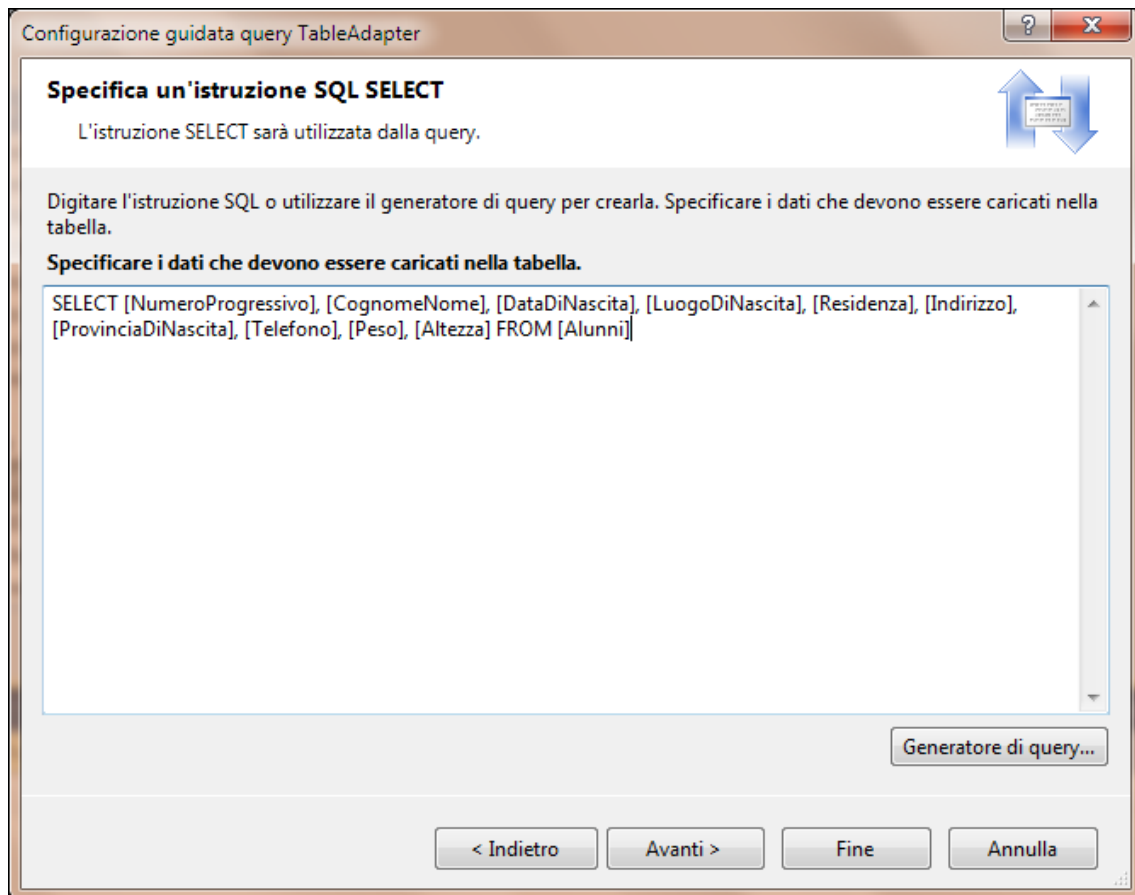 Configurazione guidata query TableAdapter
Specifica un'istruzione SQL SELECT
L'istruzione SELECT sarà utilizzata dalla query.
Digitare l'istruzione SQL o utilizzare il generatore di query per crearla. Specificare i dati che devono essere caricati nella
tabella.
Specificare i dati che devono essere caricati nella tabella.
SELECT [NumeroProgressivo], [CognomeNome], [DataDiNascita], [LuogoDiNascita], [Residenza], [Indirizzo],
[ProvinciaDiNascita], [Telefono], [Peso], [Altezza] FROM [Alunni]
Generatore di query...
< Indietro
Avanti >
Fine
Annulla